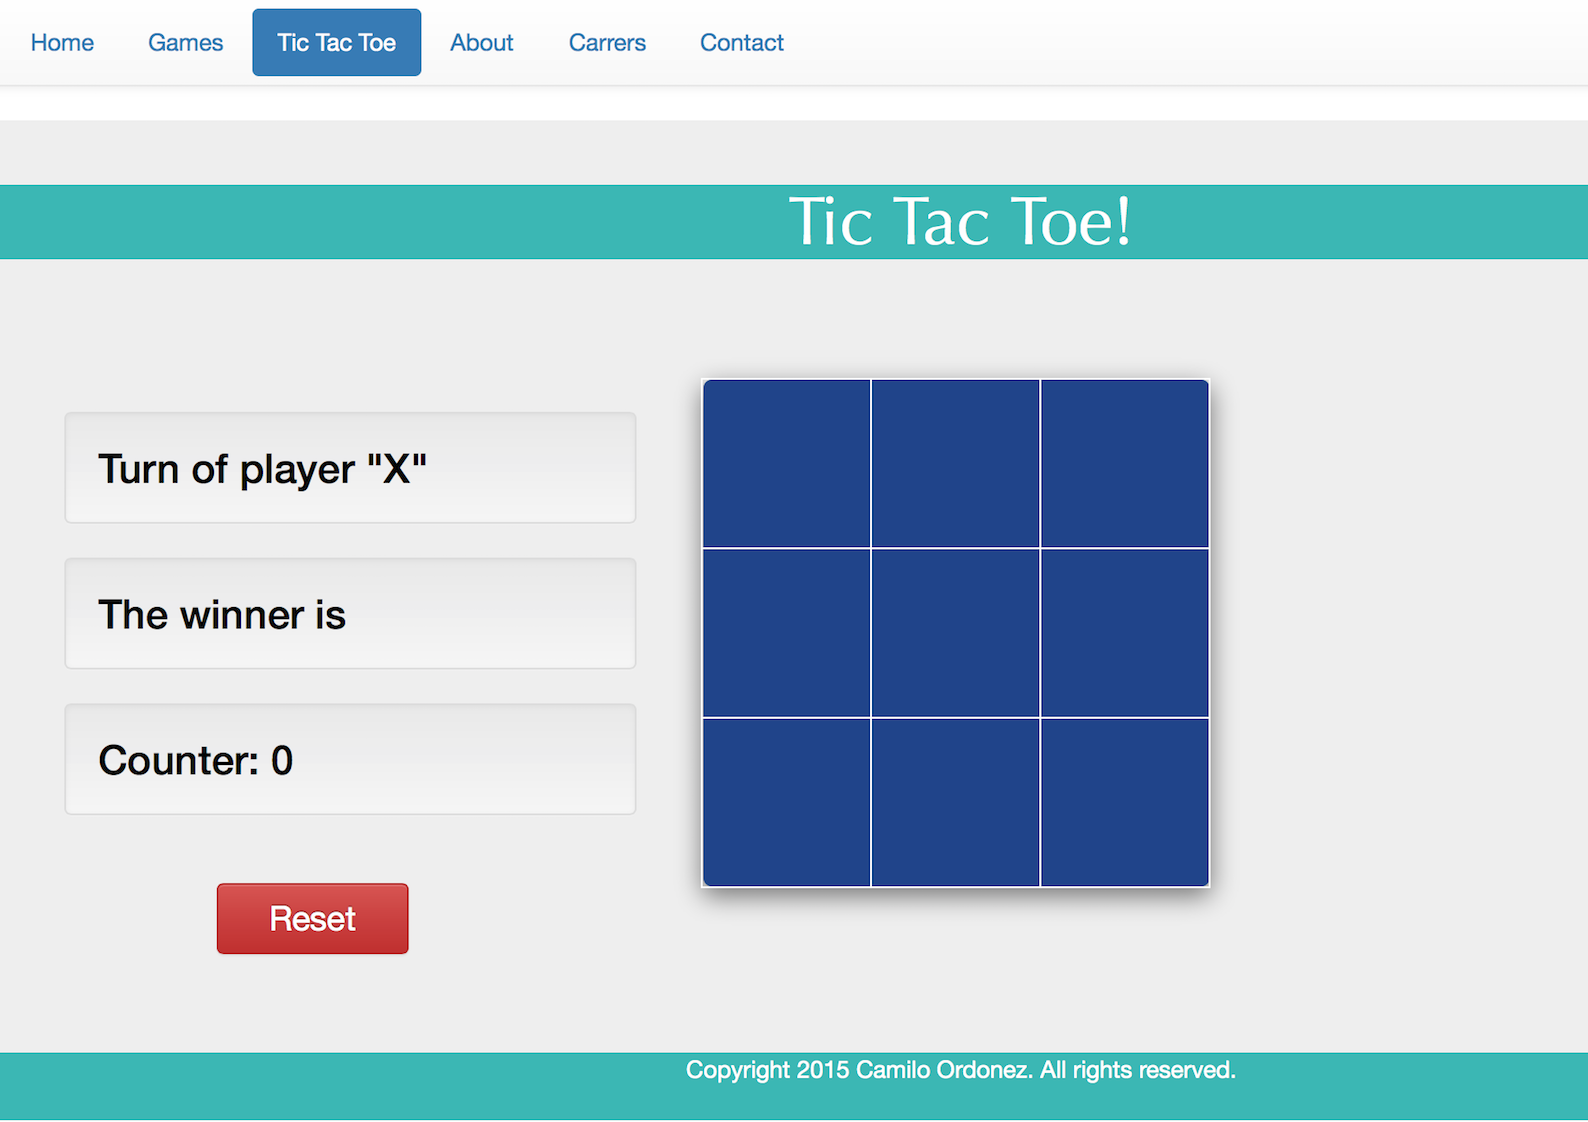 Home Games Tic Tac Toe About Carrers Contact
Tic Tac Toe!
Turn of player "X"
The winner is
Counter: 0
Reset
Copyright 2015 Camilo Ordonez. All rights reserved.